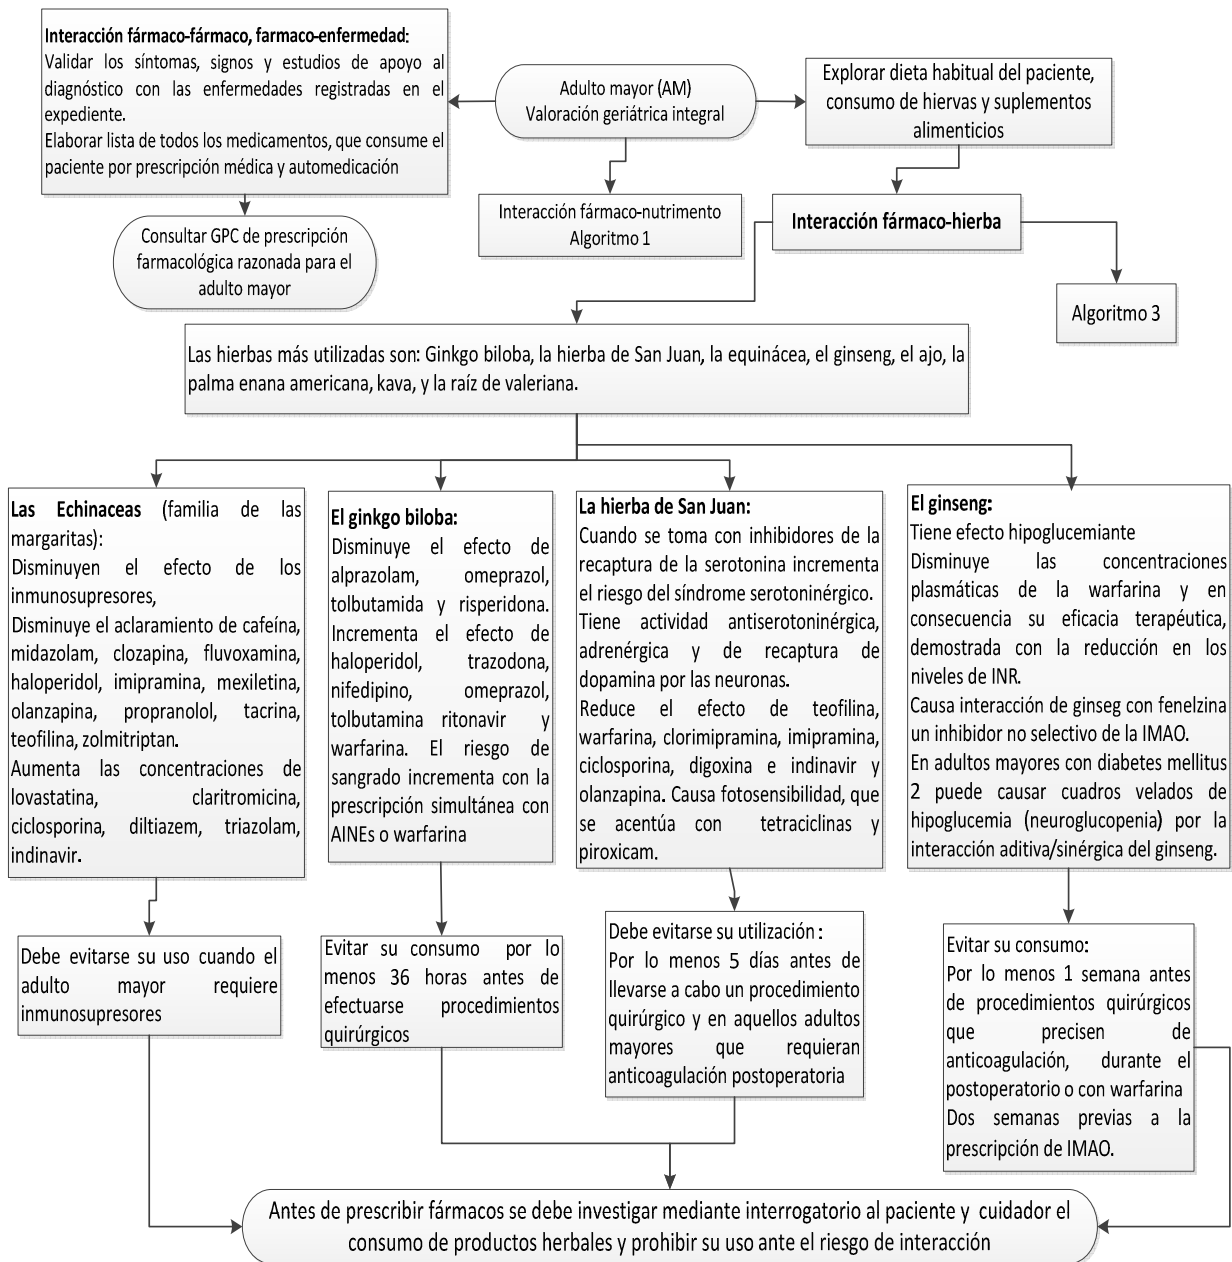 Interacción fármaco-fármaco, farmaco-enfermedad:
Validar los síntomas, signos y estudios de apoyo al
diagnóstico con las enfermedades registradas en el
expediente.
Elaborar lista de todos los medicamentos, que consume el
paciente por prescripción médica y automedicación
Adulto mayor (AM)
Valoración geriátrica integral
Explorar dieta habitual del paciente,
consumo de hiervas y suplementos
alimenticios
Consultar GPC de prescripción
farmacológica razonada para el
adulto mayor
Interacción fármaco-nutrimento
Algoritmo 1
Interacción fármaco-hierba
Algoritmo 3
Las hierbas más utilizadas son: Ginkgo biloba, la hierba de San Juan, la equinácea, el ginseng, el ajo, la
palma enana americana, kava, y la raíz de valeriana.
Las Echinaceas (familia de las
margaritas):
Disminuyen el efecto de los
inmunosupresores,
Disminuye el aclaramiento de cafeína,
midazolam, clozapina, fluvoxamina,
haloperidol, imipramina, mexiletina,
olanzapina, propranolol, tacrina,
teofilina, zolmitriptan.
Aumenta las concentraciones de
lovastatina, claritromicina,
ciclosporina, diltiazem, triazolam,
indinavir.
El ginkgo biloba:
Disminuye el efecto de
alprazolam, omeprazol,
tolbutamida y risperidona.
Incrementa el efecto de
haloperidol, trazodona,
nifedipino, omeprazol,
tolbutamina ritonavir y
warfarina. El riesgo de
sangrado incrementa con la
prescripción simultánea con
AINEs o warfarina
La hierba de San Juan:
Cuando se toma con inhibidores de la
recaptura de la serotonina incrementa
el riesgo del síndrome serotoninérgico.
Tiene actividad antiserotoninérgica,
adrenérgica y de recaptura de
dopamina por las neuronas.
Reduce el efecto de teofilina,
warfarina, clorimipramina, imipramina,
ciclosporina, digoxina e indinavir y
olanzapina. Causa fotosensibilidad, que
se acentúa con tetraciclinas y
piroxicam.
El ginseng:
Tiene efecto hipoglucemiante
Disminuye las concentraciones
plasmáticas de la warfarina y en
consecuencia su eficacia terapéutica,
demostrada con la reducción en los
niveles de INR.
Causa interacción de ginseg con fenelzina
un inhibidor no selectivo de la IMAO.
En adultos mayores con diabetes mellitus
2 puede causar cuadros velados de
hipoglucemia (neuroglucopenia) por la
interacción aditiva/sinérgica del ginseng.
Debe evitarse su uso cuando el
adulto mayor requiere
inmunosupresores
Evitar su consumo por lo
menos 36 horas antes de
efectuarse procedimientos
quirúrgicos
Debe evitarse su utilización :
Por lo menos 5 días antes de
llevarse a cabo un procedimiento
quirúrgico y en aquellos adultos
mayores que requieran
anticoagulación postoperatoria
Evitar su consumo:
Por lo menos 1 semana antes
de procedimientos quirúrgicos
que precisen de
anticoagulación, durante el
postoperatorio o con warfarina
Dos semanas previas a la
prescripción de IMAO.
Antes de prescribir fármacos se debe investigar mediante interrogatorio al paciente y cuidador el
consumo de productos herbales y prohibir su uso ante el riesgo de interacción